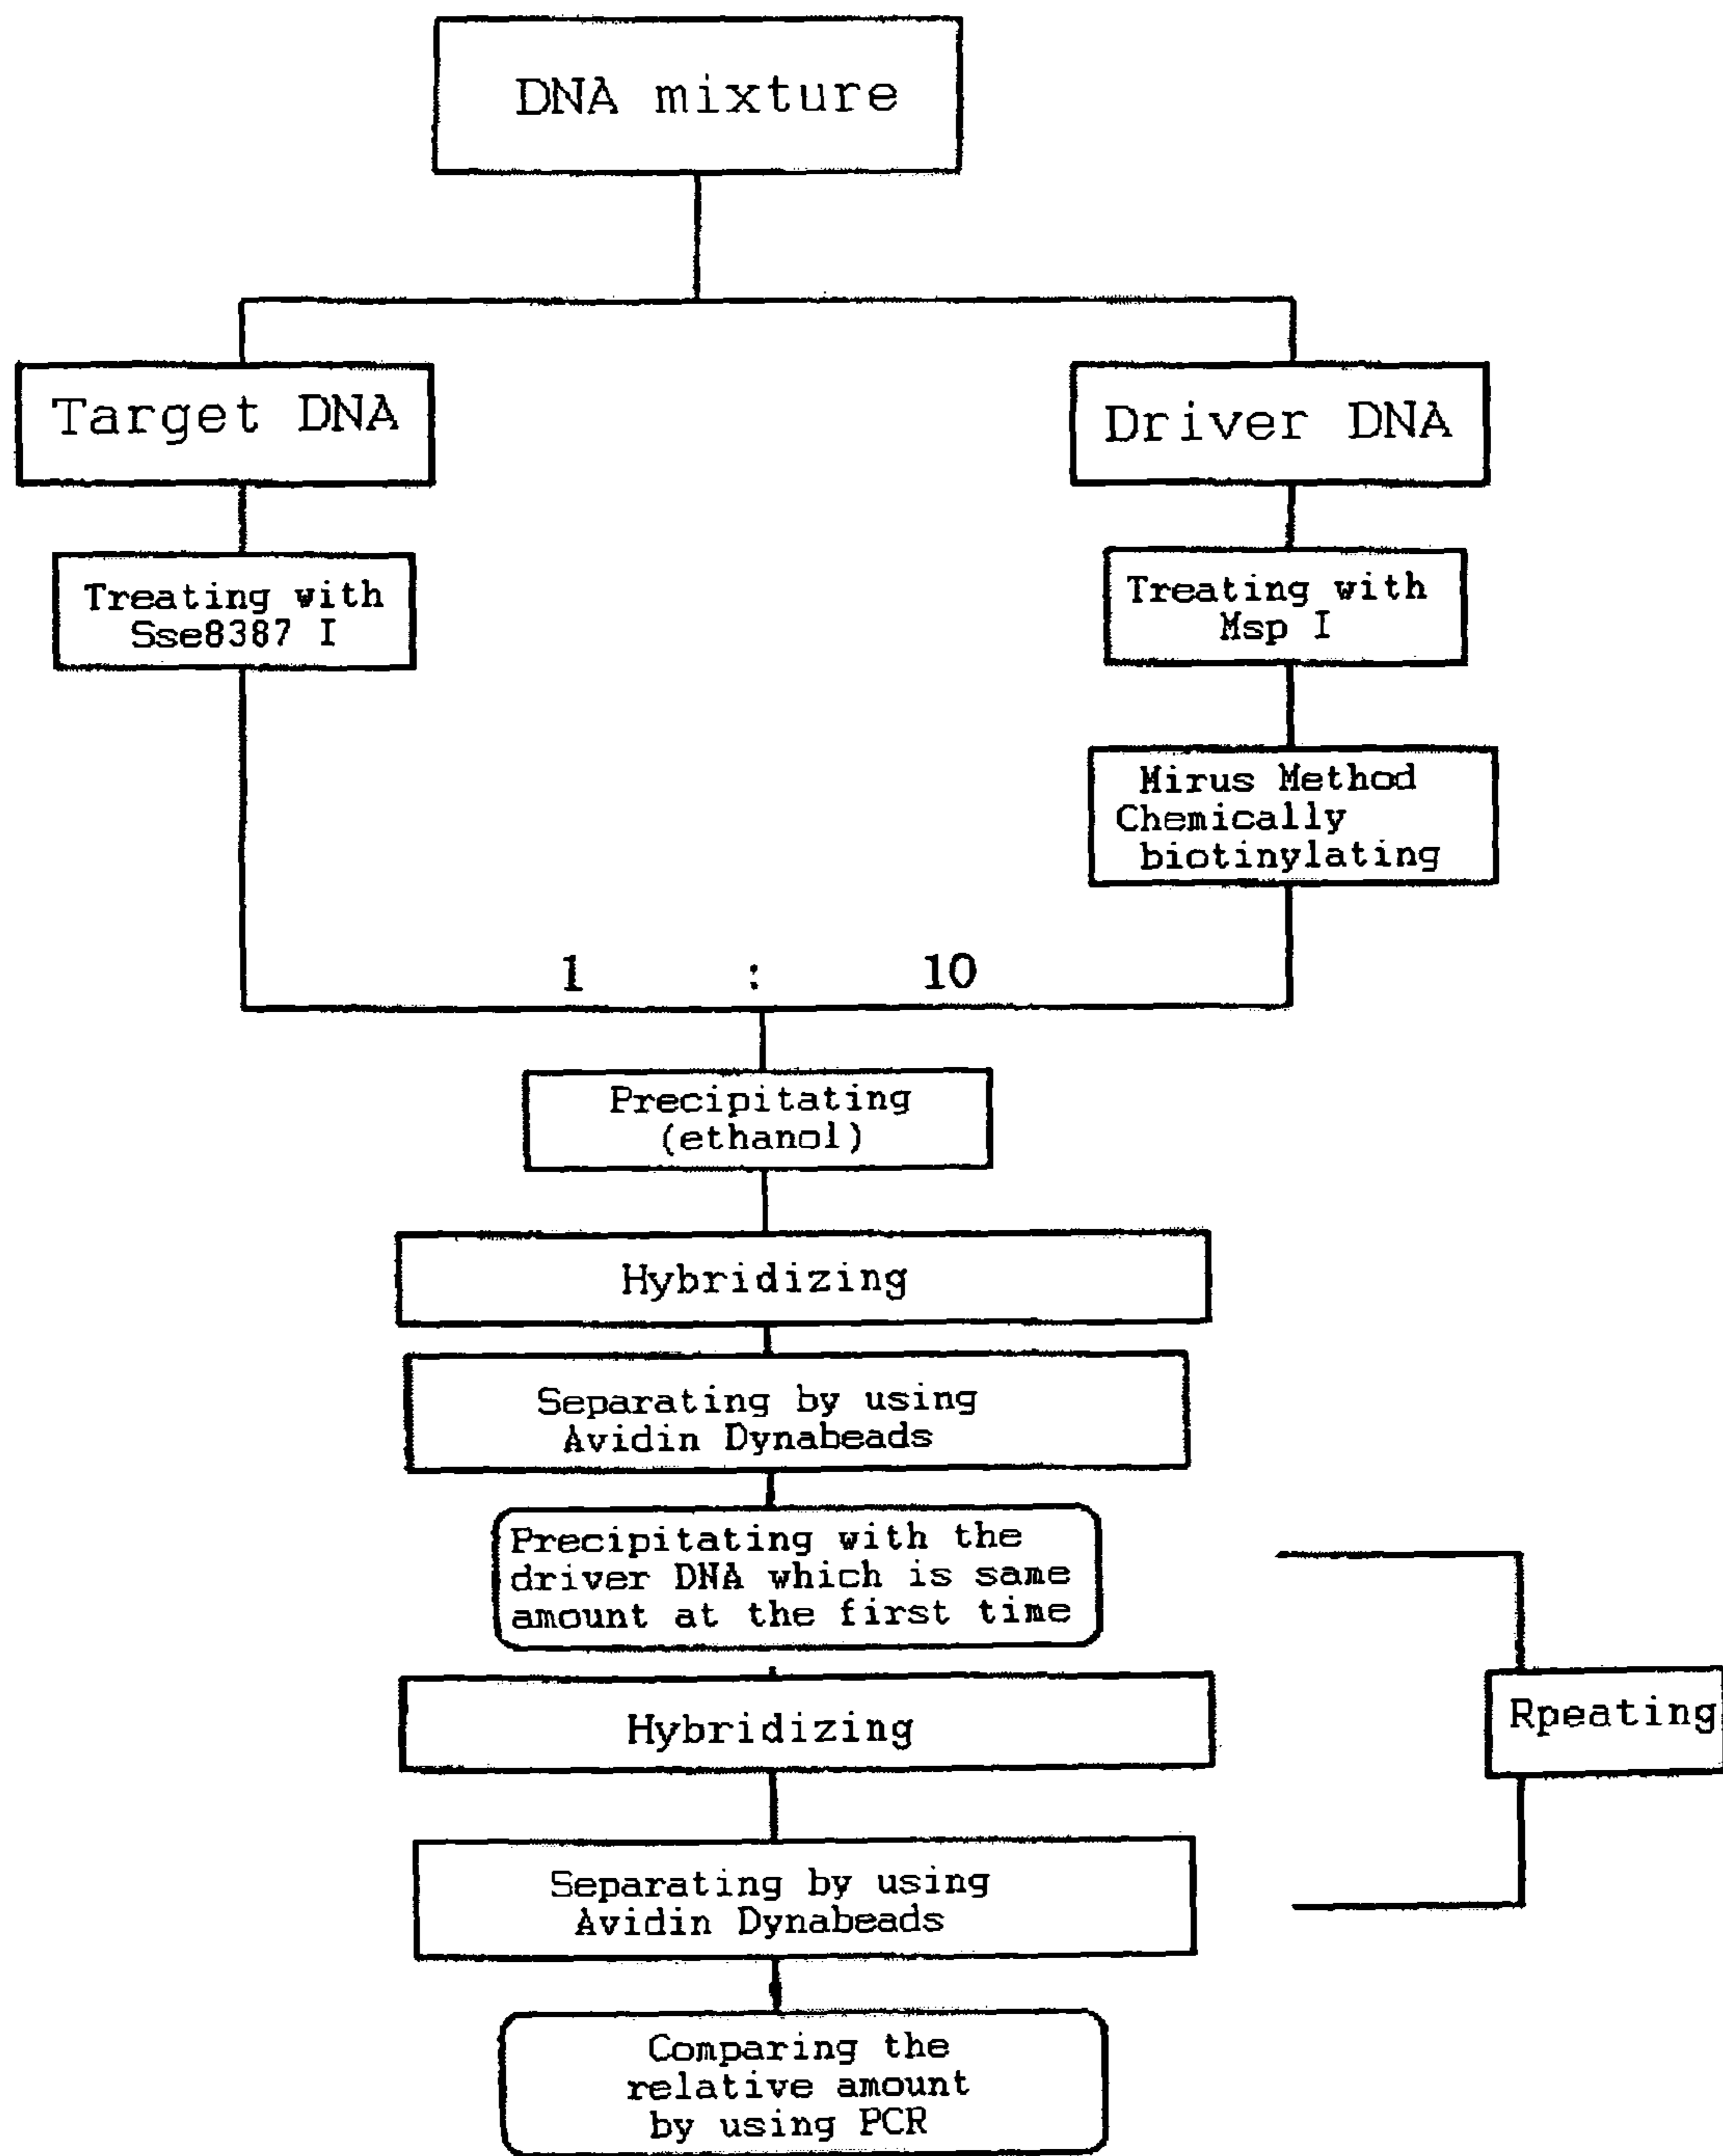 DNA mixture
Target DNA
Driver DNA
Treating with
Sse8387 I
Treating with
Msp I
Mirus Method
Chemically
biotinylating
1 : 10
Precipitating
(ethanol)
Hybridizing
Separating by using
Avidin Dynabeads
Precipitating with the
driver DNA which is same
amount at the first time
Hybridizing
Rpeating
Separating by using
Avidin Dynabeads
Comparing the
relative amount
by using PCR